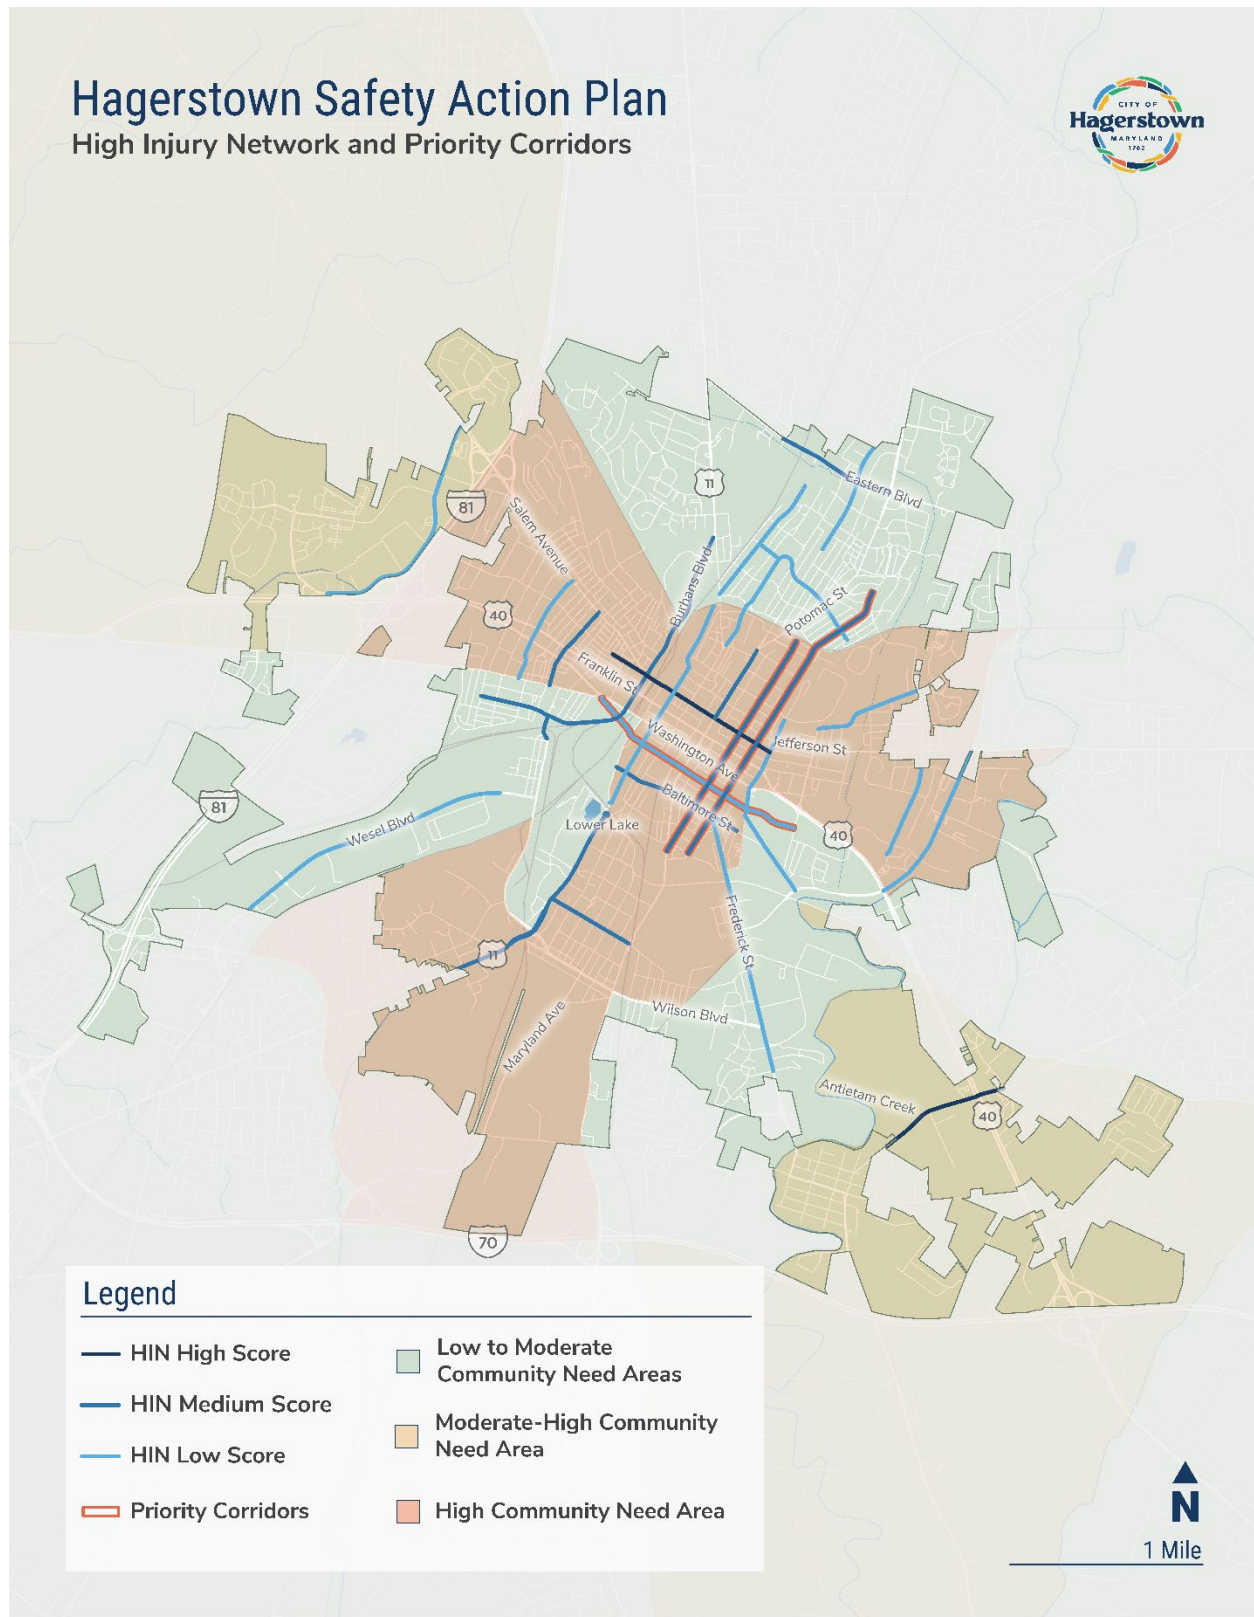 Hagerstown Safety Action Plan
High Injury Network and Priority Corridors
CITY OF
Hagerstown
MARYLAND
1762
11
Eastern Blvd
81
Salem Avenue
Burhans Blvd
40
Potomac St
Franklin St
Washington Ave
Jefferson St
81
Baltimore St
Wesel Blvd
Lower Lake
40
Frederick St
11
Wilson Blvd
Maryland Ave
Antietam Creek
40
70
Legend
HIN High Score
HIN Medium Score
HIN Low Score
Priority Corridors
Low to Moderate
Community Need Areas
Moderate-High Community
Need Area
High Community Need Area
N
1 Mile